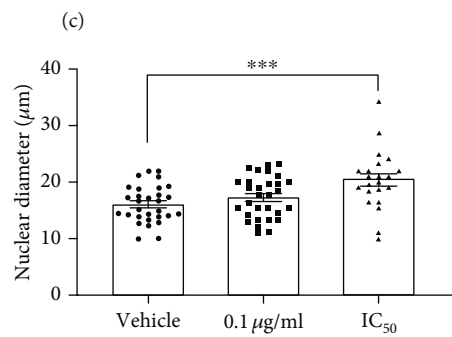 (c)
***
40
30
20
10
0
Nuclear diameter (μm)
Vehicle
0.1 μg/ml
IC₅₀